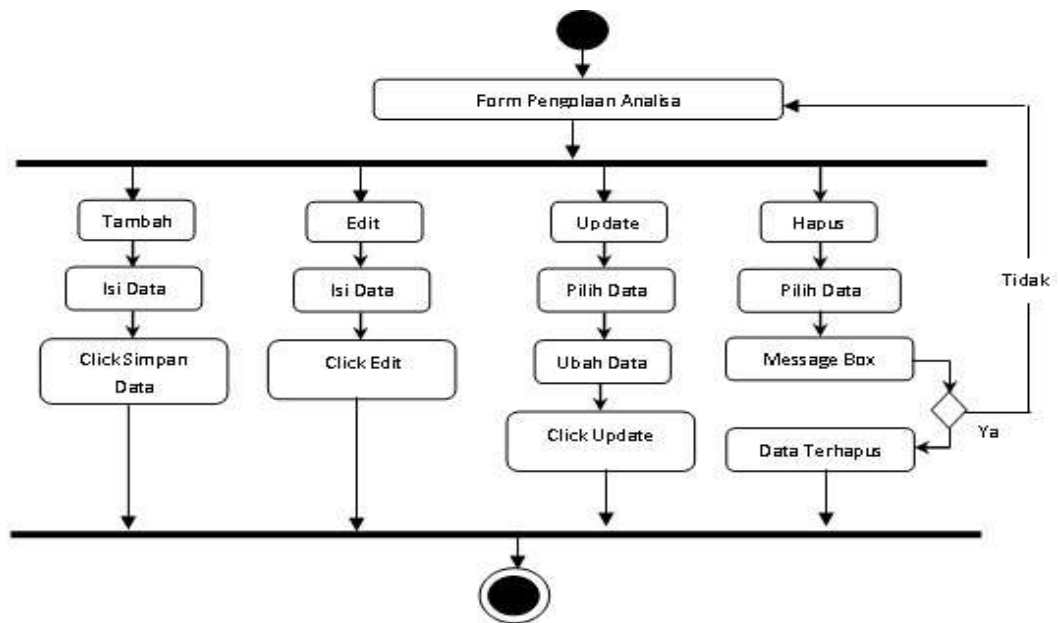 Form Pengolaan Analisa
Tambah
Edit
Update
Hapus
Isi Data
Isi Data
Pilih Data
Pilih Data
Tidak
Click Simpan
Data
Click Edit
Ubah Data
Message Box
Click Update
Ya
Data Terhapus